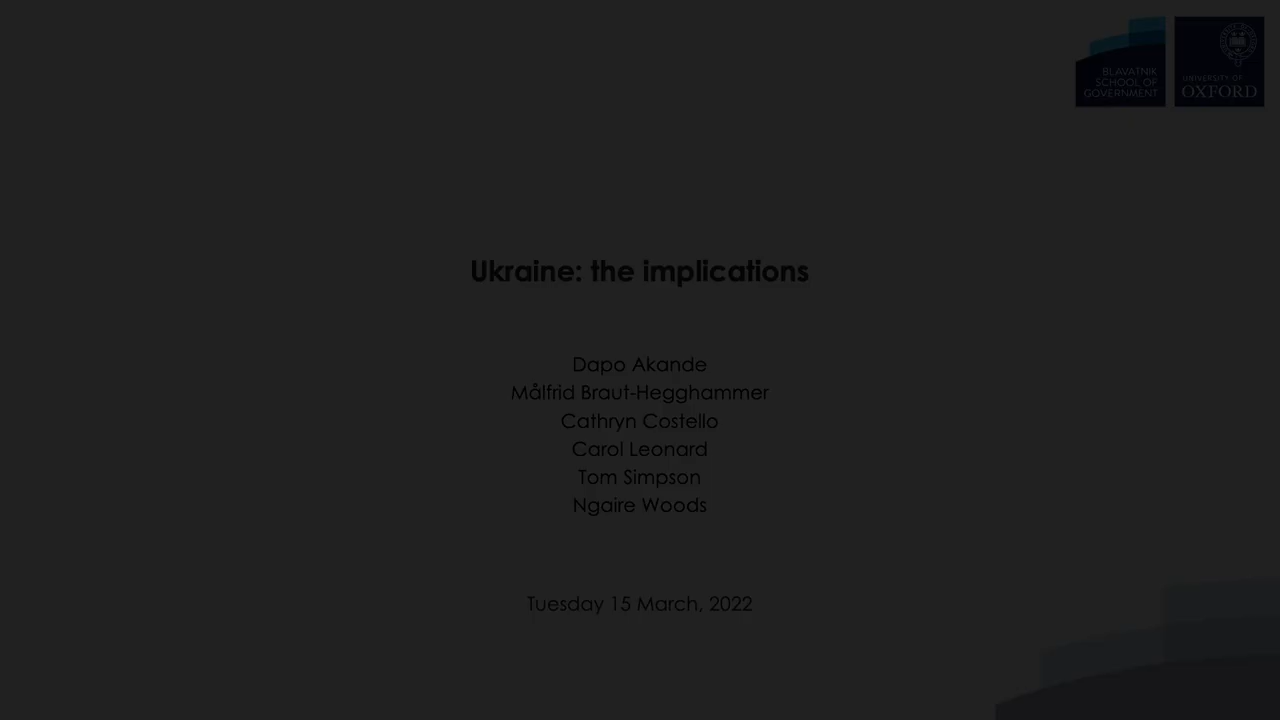 BLAVATNIK
SCHOOL OF
GOVERNMENT
UNIVERSITY OF
OXFORD
Ukraine: the implications
Dapo Akande
Målfrid Braut-Hegghammer
Cathryn Costello
Carol Leonard
Tom Simpson
Ngaire Woods
Tuesday 15 March, 2022